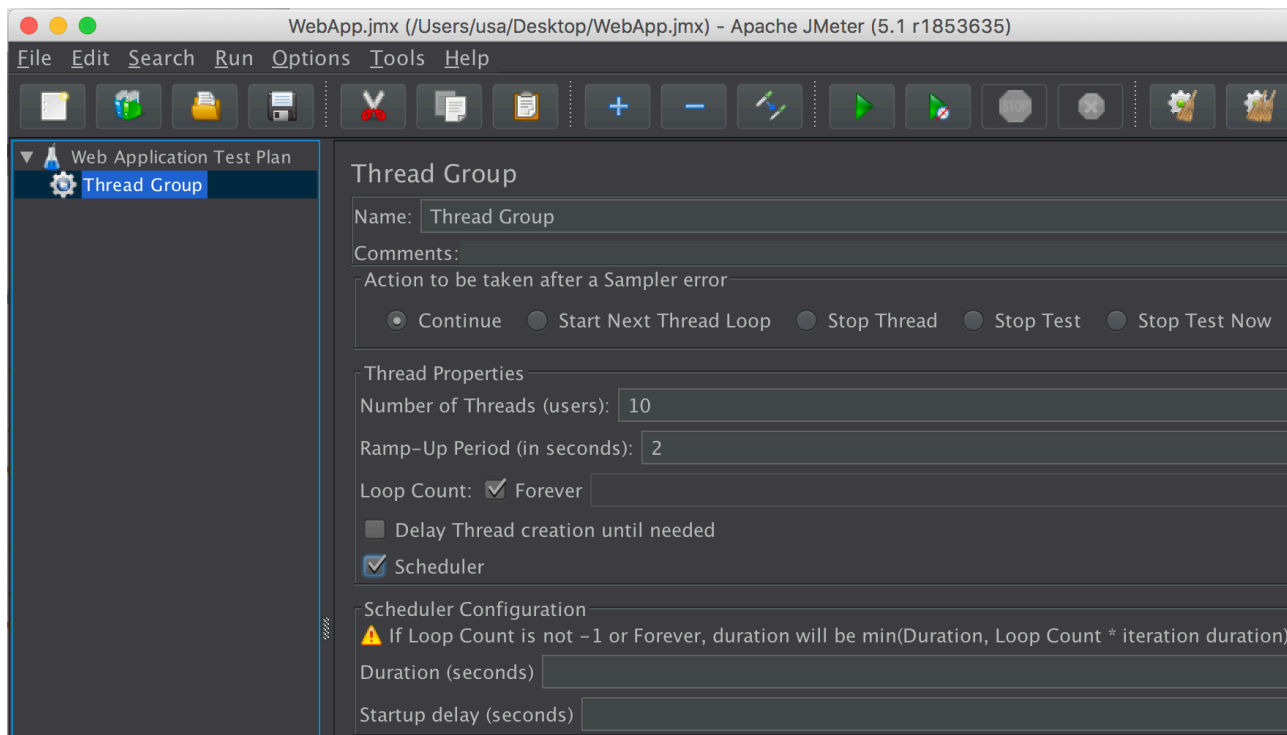 WebApp.jmx (/Users/usa/Desktop/WebApp.jmx) - Apache JMeter (5.1 r1853635)
File Edit Search Run Options Tools Help
STOP
Web Application Test Plan
Thread Group
Thread Group
Name: Thread Group
Comments:
Action to be taken after a Sampler error
Continue Start Next Thread Loop Stop Thread Stop Test Stop Test Now
Thread Properties
Number of Threads (users): 10
Ramp-Up Period (in seconds): 2
Loop Count: Forever
Delay Thread creation until needed
Scheduler
Scheduler Configuration
If Loop Count is not -1 or Forever, duration will be min(Duration, Loop Count * iteration duration)
Duration (seconds)
Startup delay (seconds)